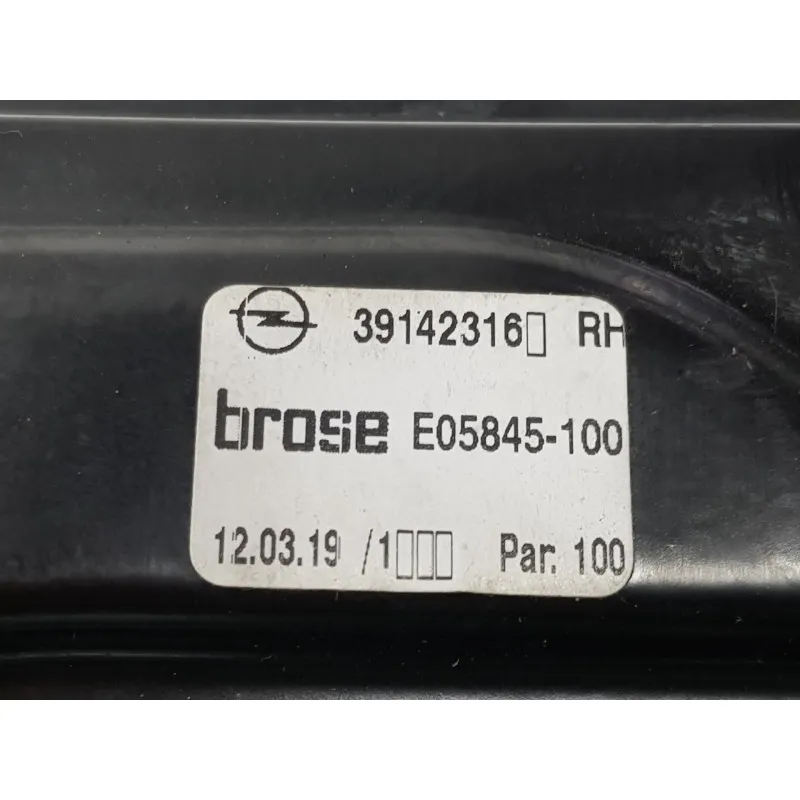 39142316▯ RH
brose E05845-100
12.03.19 /1▯▯▯ Par. 100